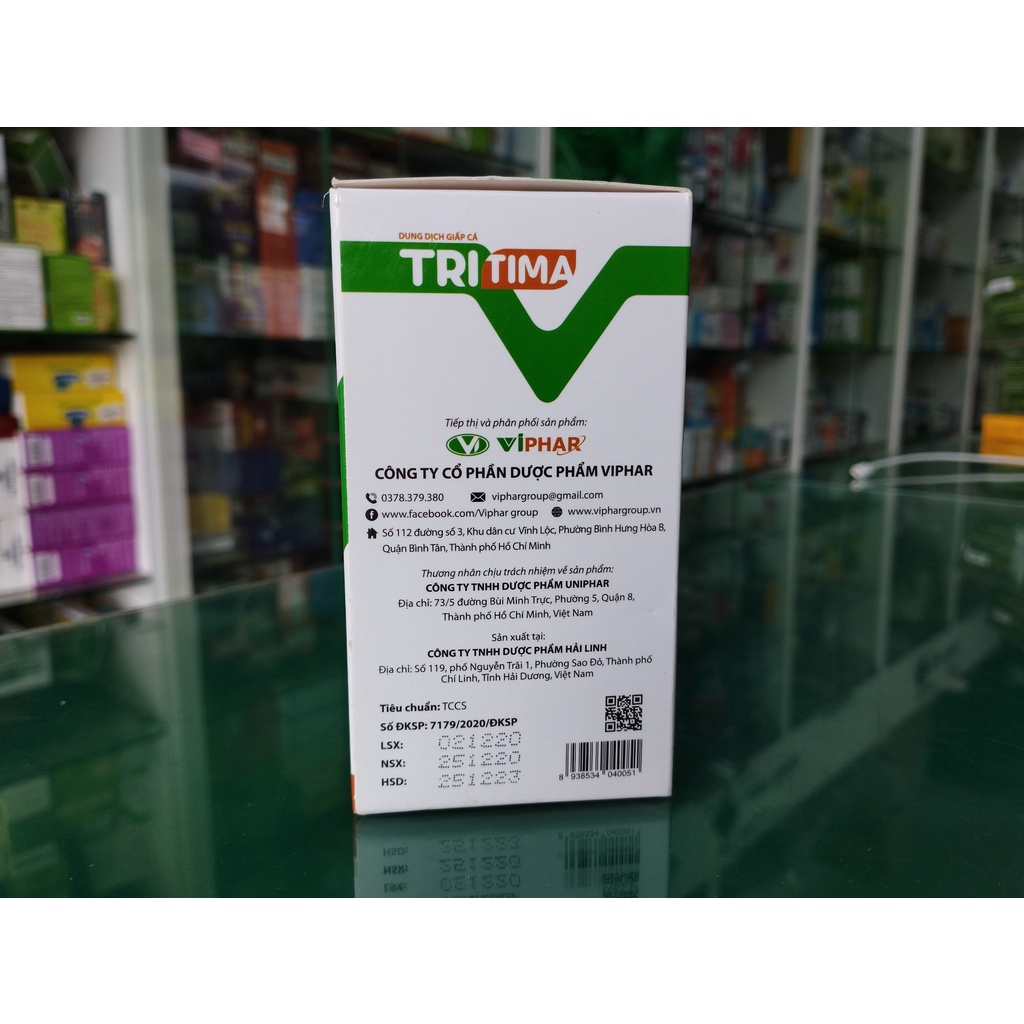 DUNG DỊCH GIẤP CÁ
TRITIMA
Tiếp thị và phân phối sản phẩm:
VIPHAR
CÔNG TY CỔ PHẦN DƯỢC PHẨM VIPHAR
0378.379.380 viphargroup@gmail.com
www.facebook.com/Viphar group www.viphargroup.vn
Số 112 đường số 3, Khu dân cư Vĩnh Lộc, Phường Bình Hưng Hòa B,
Quận Bình Tân, Thành phố Hồ Chí Minh
Thương nhân chịu trách nhiệm về sản phẩm:
CÔNG TY TNHH DƯỢC PHẨM UNIPHAR
Địa chỉ: 73/5 đường Bùi Minh Trực, Phường 5, Quận 8,
Thành phố Hồ Chí Minh, Việt Nam
Sản xuất tại:
CÔNG TY TNHH DƯỢC PHẨM HẢI LINH
Địa chỉ: Số 119, phố Nguyễn Trãi 1, Phường Sao Đỏ, Thành phố
Chí Linh, Tỉnh Hải Dương, Việt Nam
Tiêu chuẩn: TCCS
Số ĐKSP: 7179/2020/ĐKSP
LSX: 021220
NSX: 251220
HSD: 251223
8 938534 040051